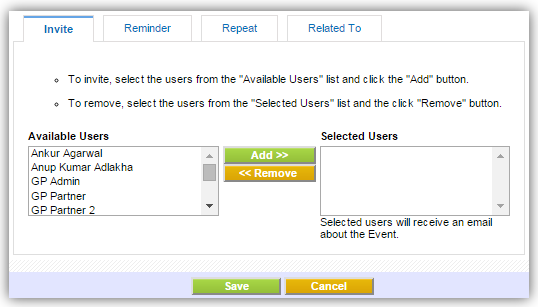 Invite Reminder Repeat Related To
To invite, select the users from the "Available Users" list and click the "Add" button.
To remove, select the users from the "Selected Users" list and the click "Remove" button.
Available Users Selected Users
Ankur Agarwal
Anup Kumar Adlakha
GP Admin
GP Partner
GP Partner 2
Add >>
<< Remove
Selected users will receive an email
about the Event.
Save Cancel